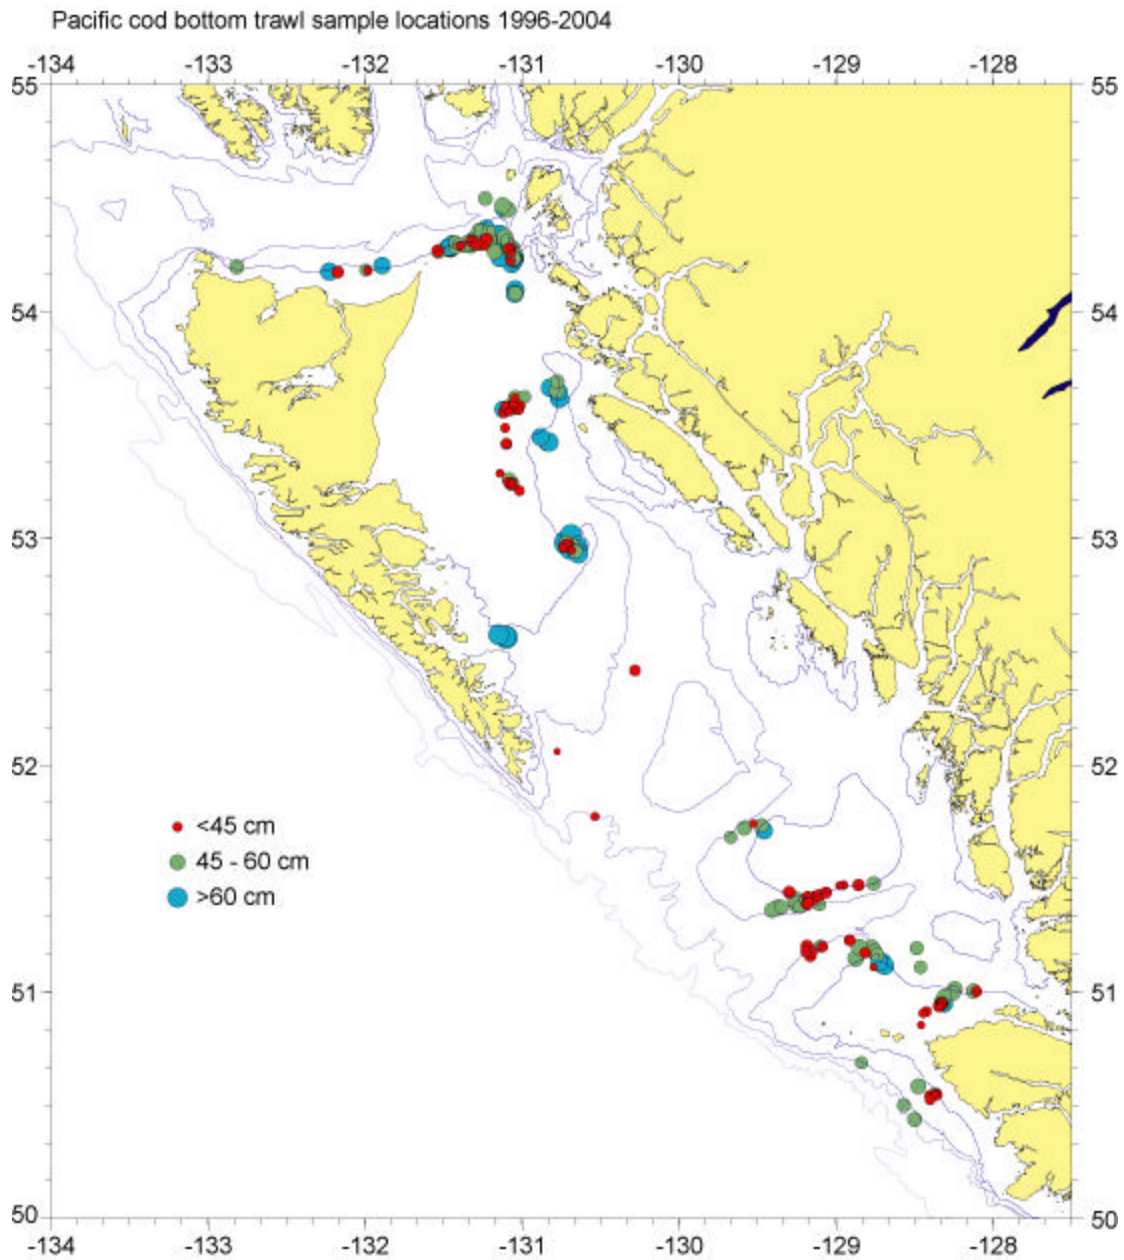 Pacific cod bottom trawl sample locations 1996-2004
-134 -133 -132 -131 -130 -129 -128
55 55
54 54
53 53
52 52
<45 cm
45 - 60 cm
>60 cm
51 51
50 50
-134 -133 -132 -131 -130 -129 -128